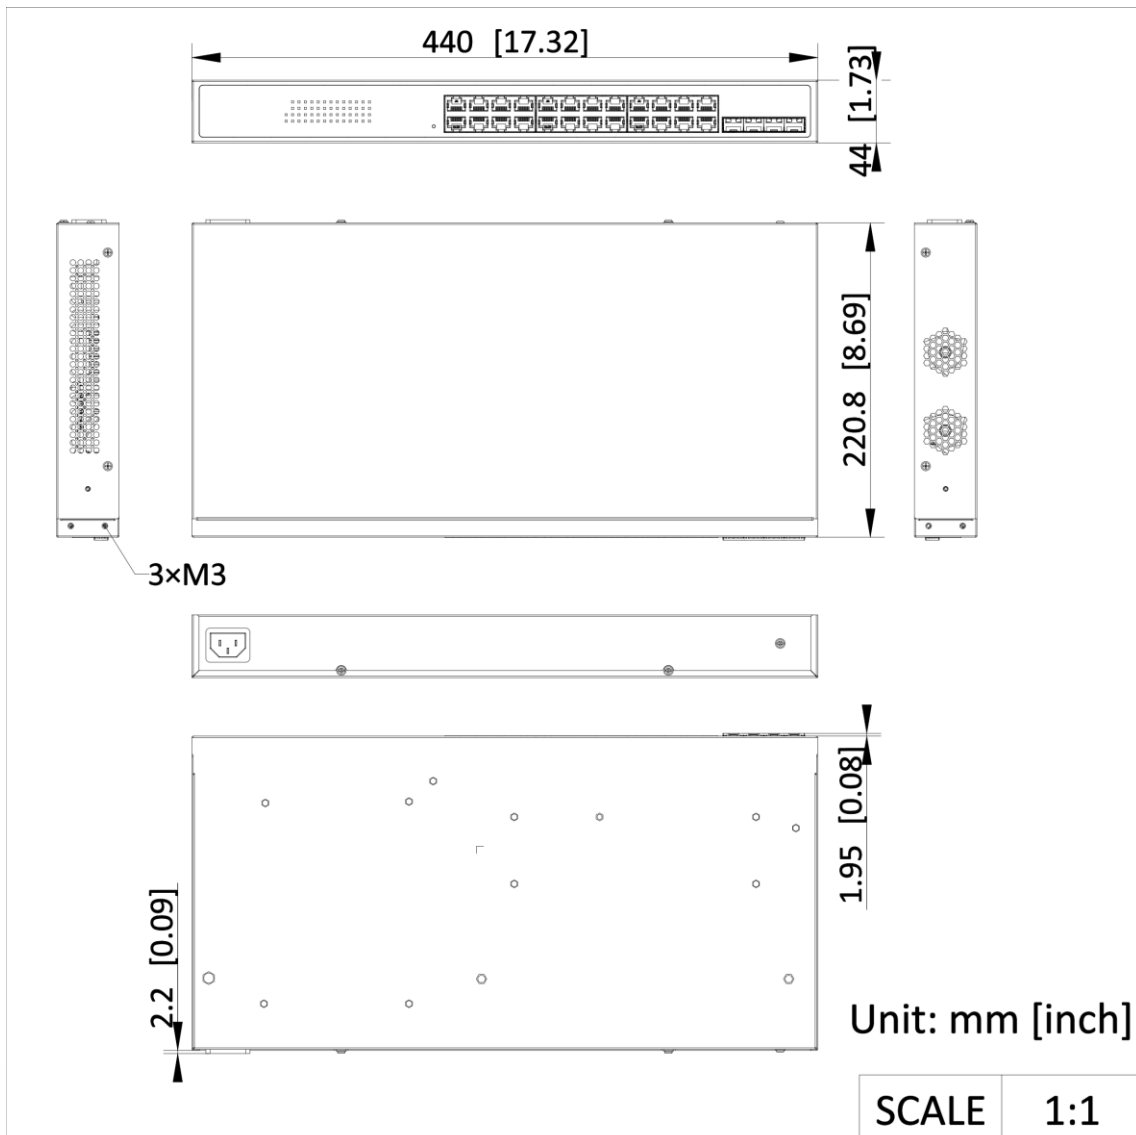 440 [17.32]
44 [1.73]
220.8 [8.69]
3×M3
1.95 [0.08]
2.2 [0.09]
Unit: mm [inch]
SCALE 1:1